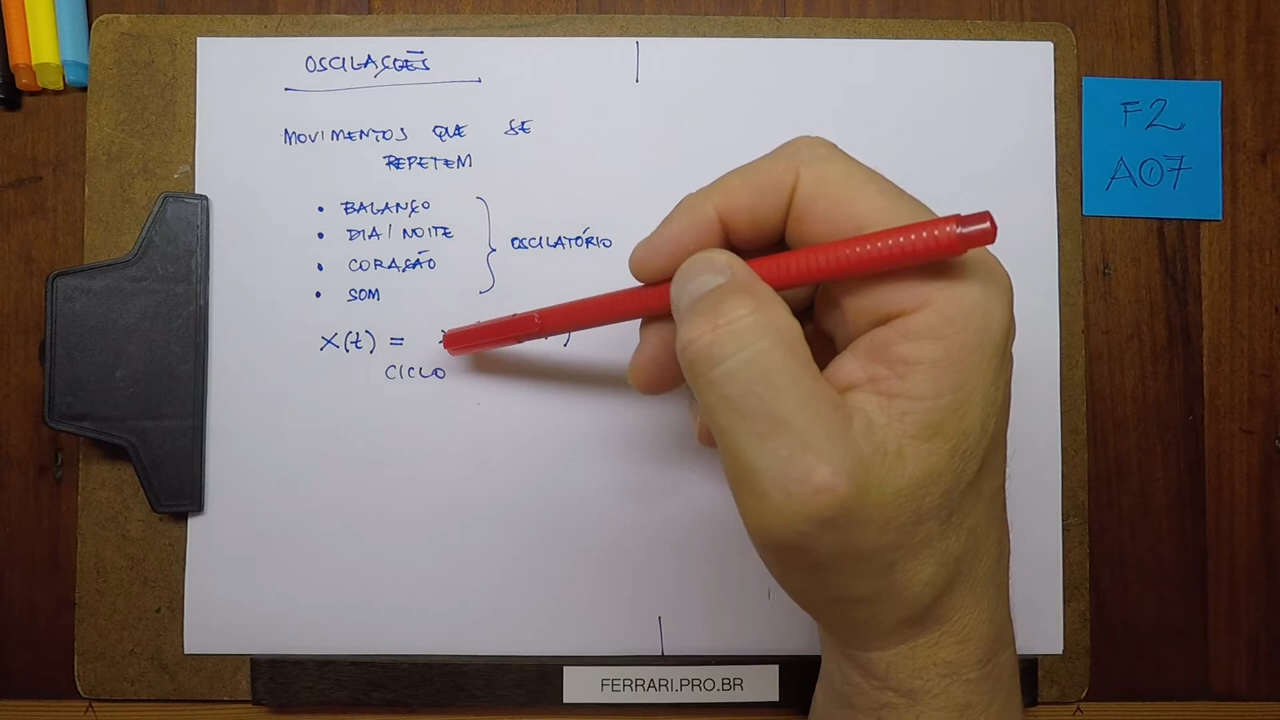 OSCILAÇÕES
MOVIMENTOS QUE SE
REPETEM
• BALANÇO
• DIA/NOITE
• CORAÇÃO
• SOM
OSCILATÓRIO
X(t) =
CICLO
F2
A07
FERRARI.PRO.BR